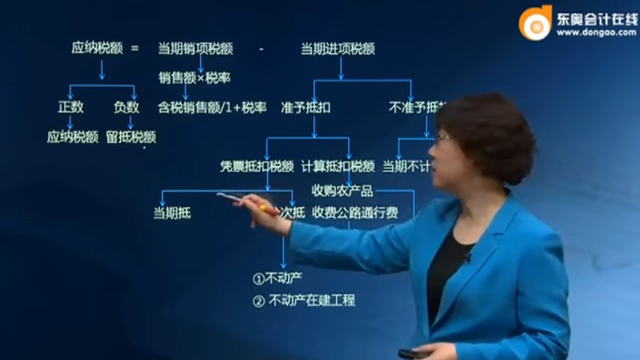 东奥会计在线
www.dongao.com
应纳税额 = 当期销项税额 - 当期进项税额
销售额×税率
正数 负数 含税销售额/1+税率 准予抵扣 不准予抵
应纳税额 留抵税额
凭票抵扣税额 计算抵扣税额 当期不计
收购农产品
当期抵 次抵 收费公路通行费
①不动产
② 不动产在建工程